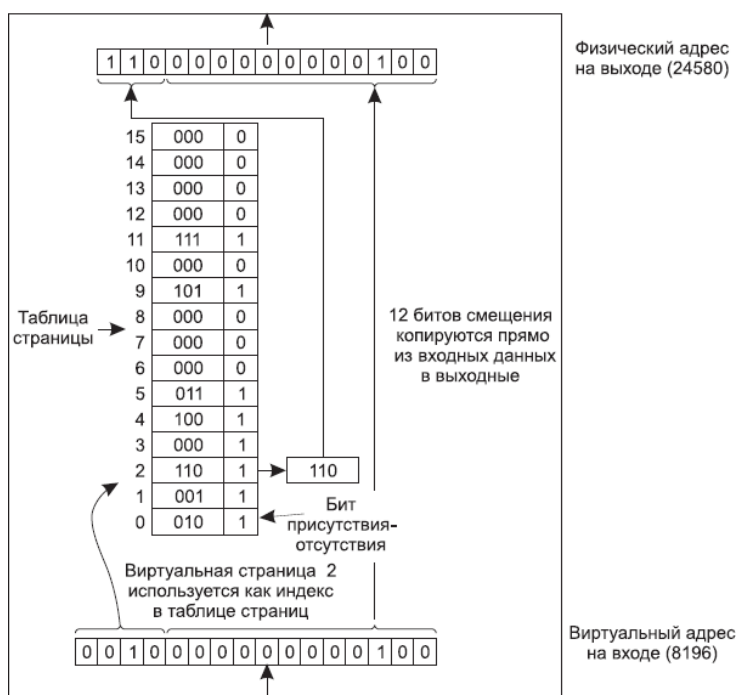 1 1 0 0 0 0 0 0 0 0 0 0 1 0 0
Физический адрес
на выходе (24580)
15 000 0
14 000 0
13 000 0
12 000 0
11 111 1
10 000 0
9 101 1
8 000 0
7 000 0
6 000 0
5 011 1
4 100 1
3 000 1
2 110 1 110
1 001 1
0 010 1
Таблица
страницы
12 битов смещения
копируются прямо
из входных данных
в выходные
Бит
присутствия-
отсутствия
Виртуальная страница 2
используется как индекс
в таблице страниц
0 0 1 0 0 0 0 0 0 0 0 0 0 1 0 0
Виртуальный адрес
на входе (8196)